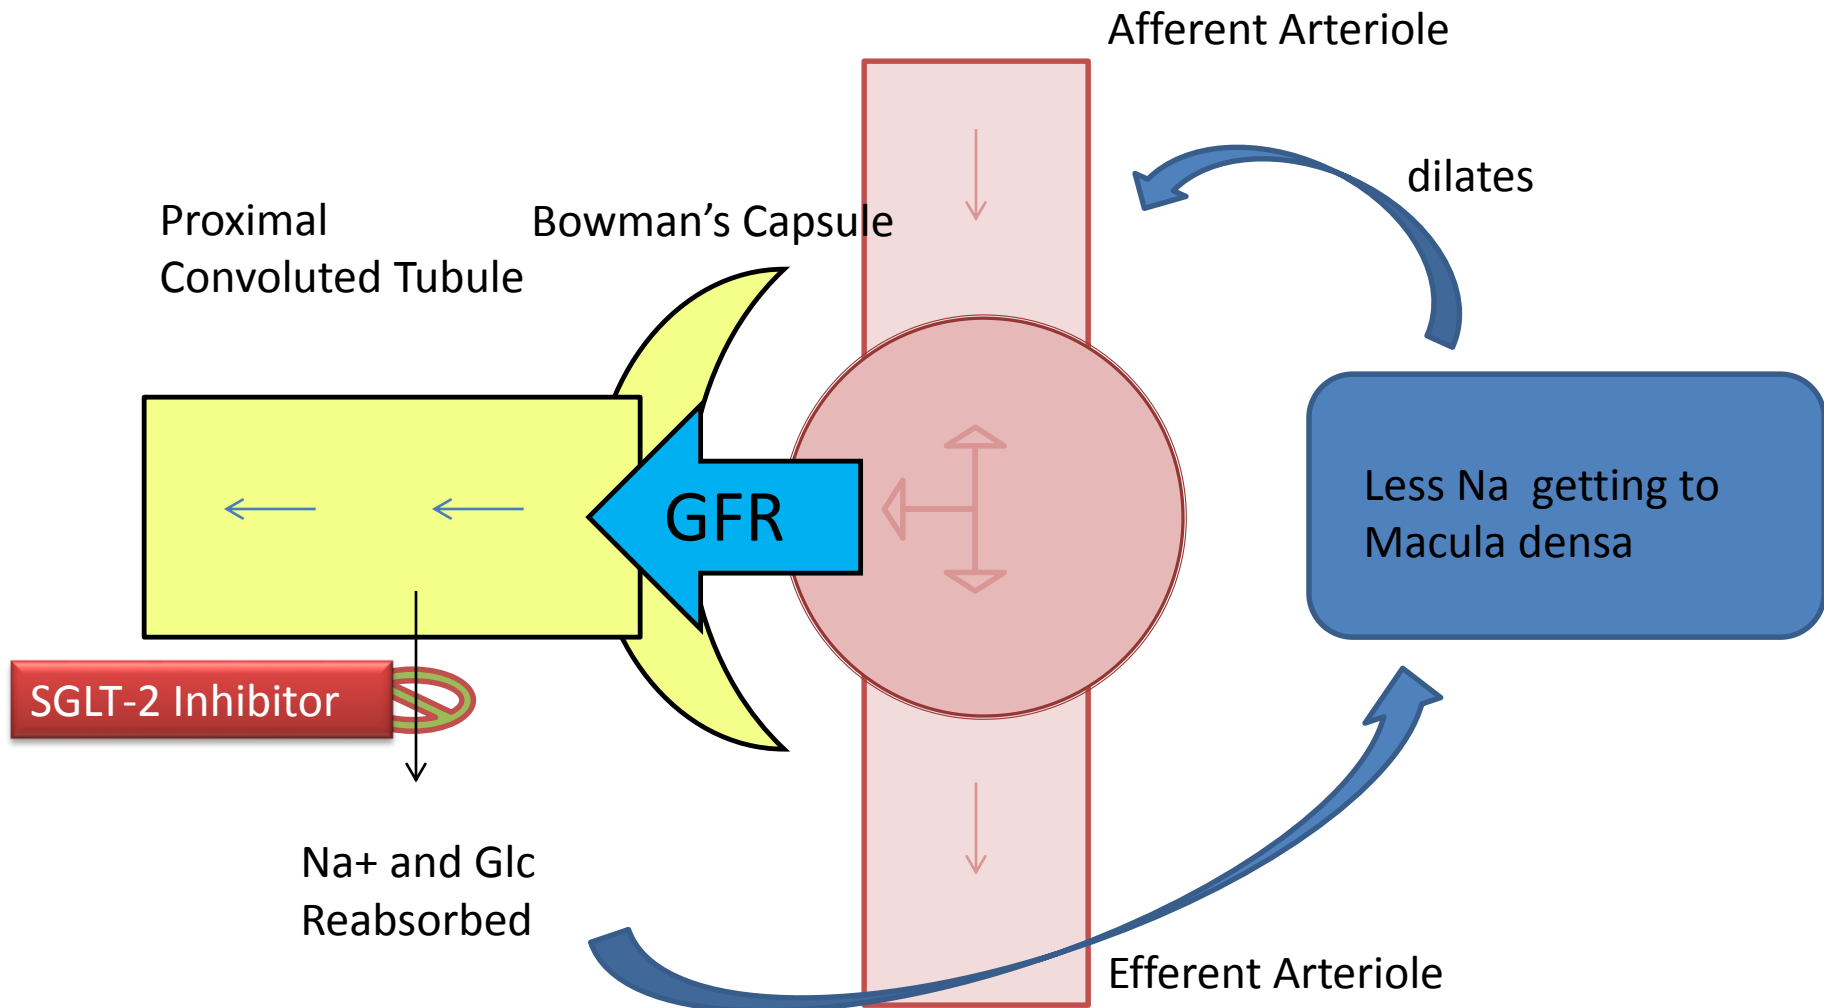 Afferent Arteriole
dilates
Proximal
Convoluted Tubule
Bowman’s Capsule
GFR
Less Na  getting to
Macula densa
SGLT-2 Inhibitor
Na+ and Glc
Reabsorbed
Efferent Arteriole